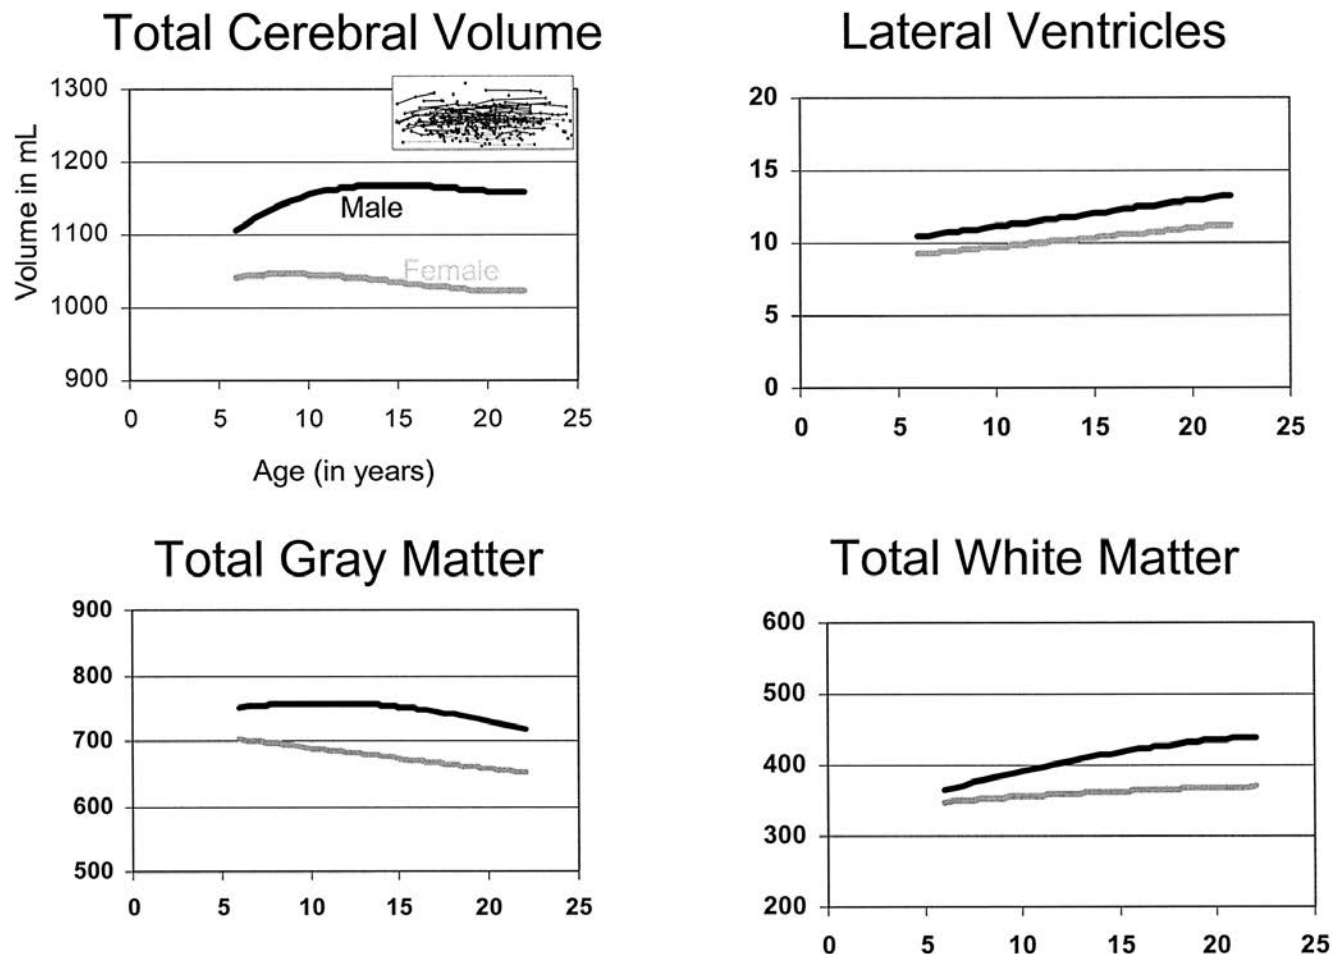 Total Cerebral Volume
Volume in mL
1300
1200
1100
1000
900
Male
Female
0 5 10 15 20 25
Age (in years)
Lateral Ventricles
20
15
10
5
0
0 5 10 15 20 25
Total Gray Matter
900
800
700
600
500
0 5 10 15 20 25
Total White Matter
600
500
400
300
200
0 5 10 15 20 25